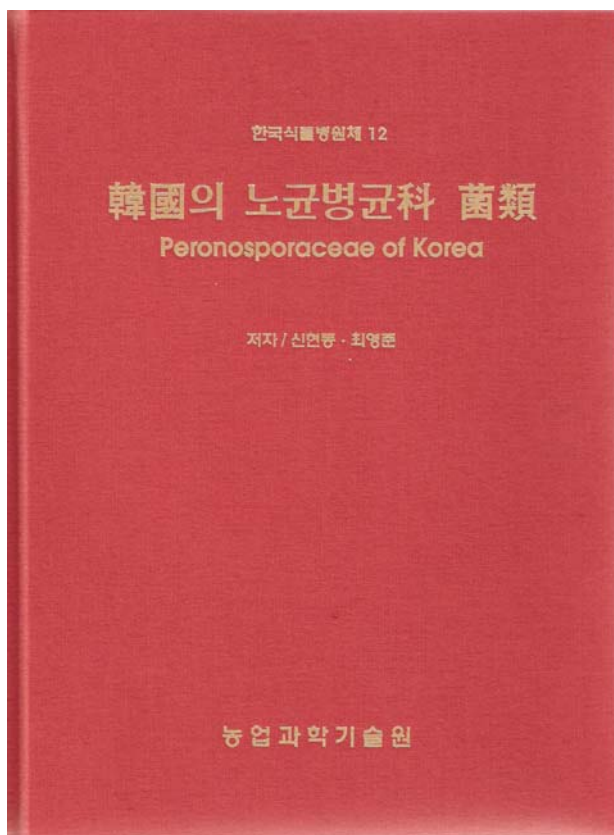 한국식물병원체 12
韓國의 노균병균科 菌類
Peronosporaceae of Korea
저자 / 신현동 · 최영준
농업과학기술원